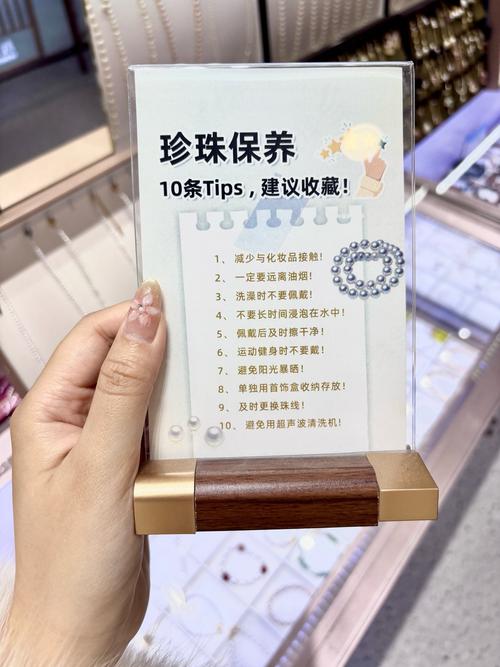 珍珠保养
10条Tips，建议收藏！
1、 减少与化妆品接触！
2、 一定要远离油烟！
3、 洗澡时不要佩戴！
4、 不要长时间浸泡在水中！
5、 佩戴后及时擦干净！
6、 运动健身时不要戴！
7、 避免阳光暴晒！
8、 单独用首饰盒收纳存放！
9、 及时更换珠线！
10、 避免用超声波清洗机！